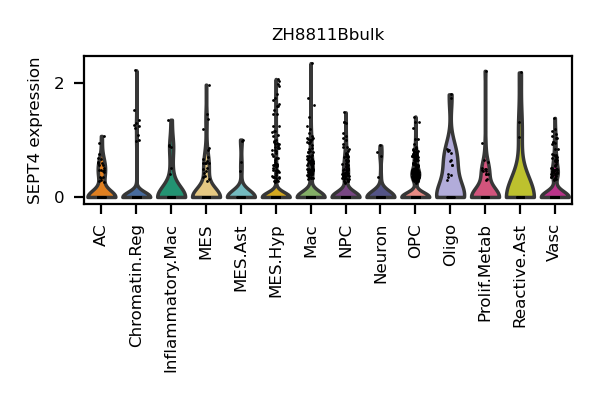 ZH8811Bbulk
SEPT4 expression
2
0
AC
Chromatin.Reg
Inflammatory.Mac
MES
MES.Ast
MES.Hyp
Mac
NPC
Neuron
OPC
Oligo
Prolif.Metab
Reactive.Ast
Vasc